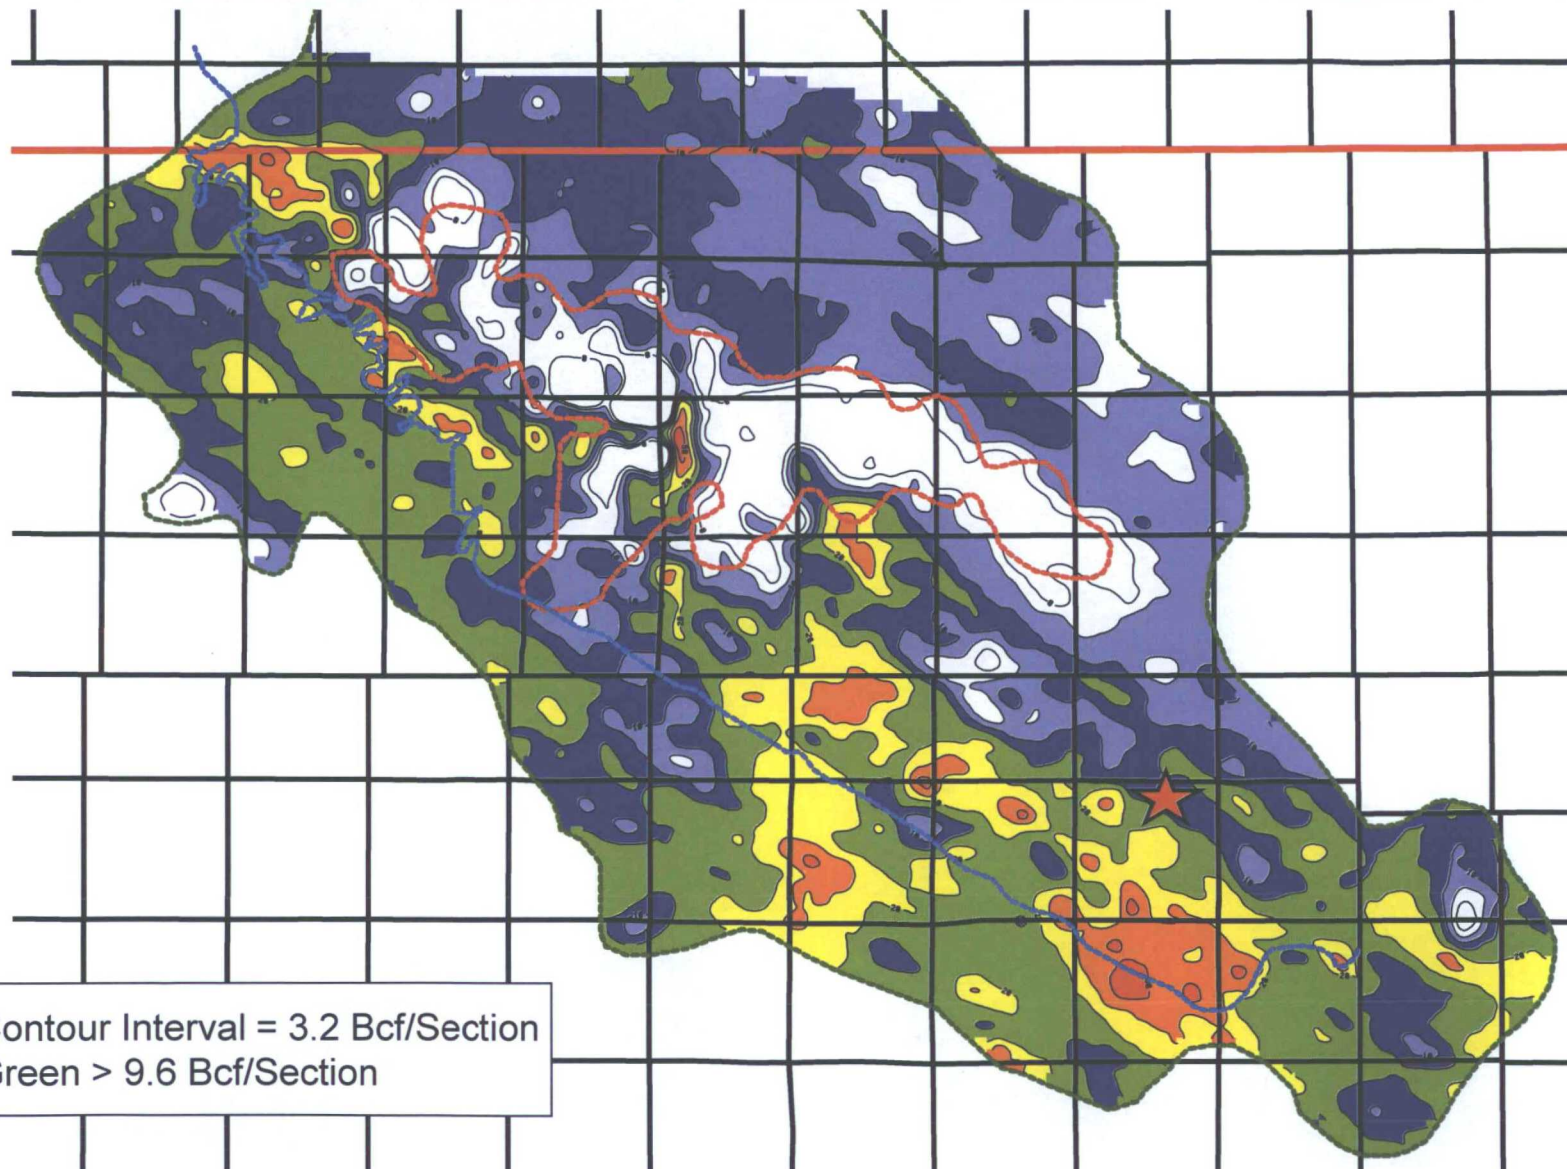 ontour Interval = 3.2 Bcf/Section
Green > 9.6 Bcf/Section